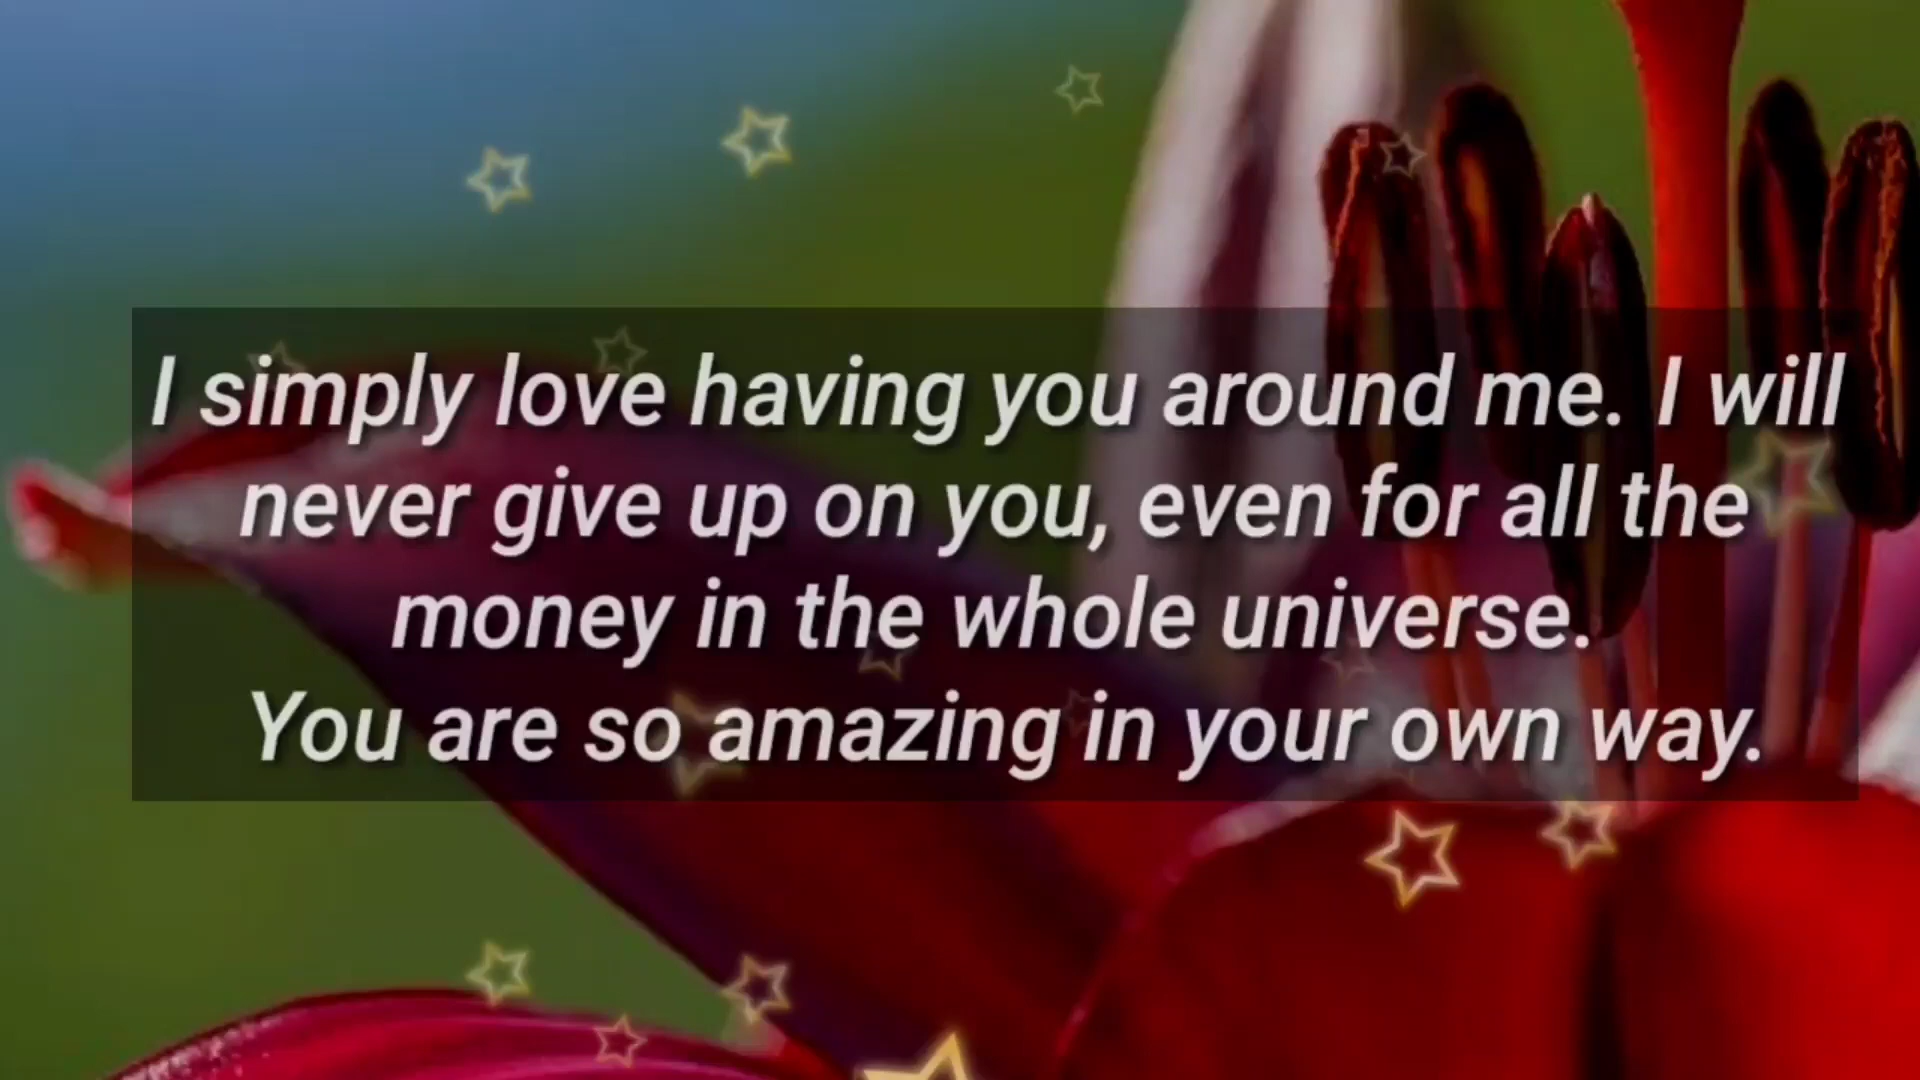 I simply love having you around me. I will
never give up on you, even for all the
money in the whole universe.
You are so amazing in your own way.